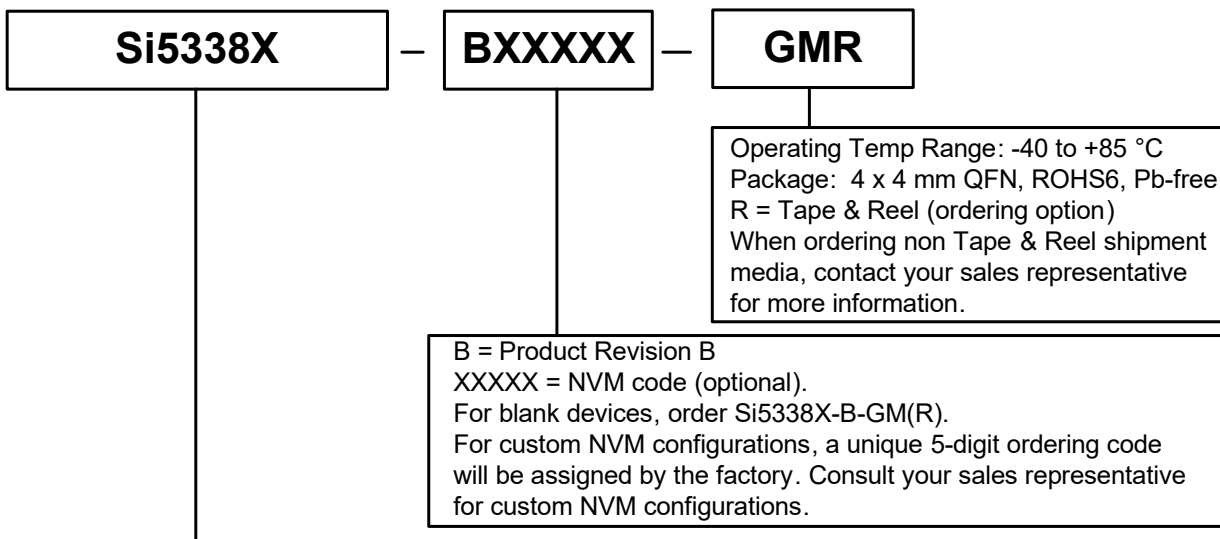 Si5338X – BXXXXX – GMR
Operating Temp Range: -40 to +85 °C
Package:  4 x 4 mm QFN, ROHS6, Pb-free
R = Tape & Reel (ordering option)
When ordering non Tape & Reel shipment
media, contact your sales representative
for more information.
B = Product Revision B
XXXXX = NVM code (optional).
For blank devices, order Si5338X-B-GM(R).
For custom NVM configurations, a unique 5-digit ordering code
will be assigned by the factory. Consult your sales representative
for custom NVM configurations.